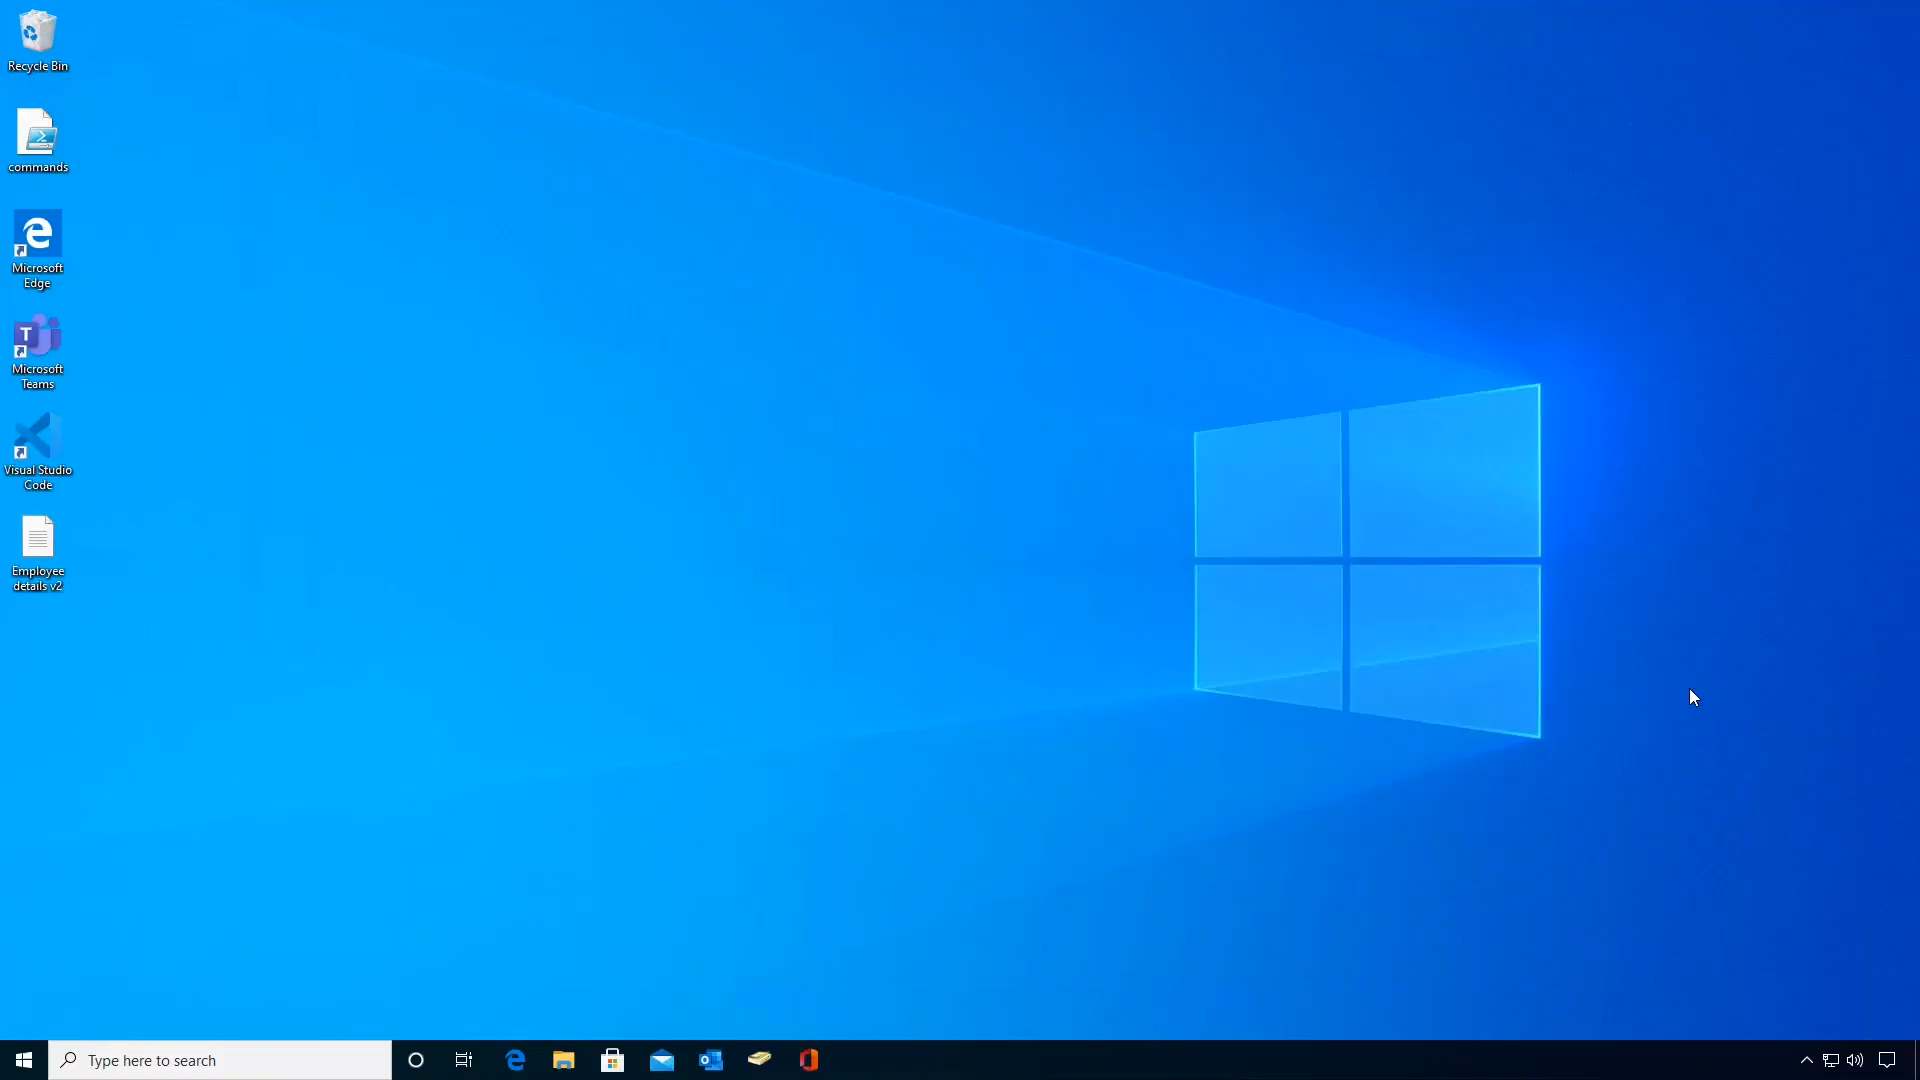 Recycle Bin
commands
Microsoft
Edge
T
Microsoft
Teams
Visual Studio
Code
Employee
details v2
Type here to search